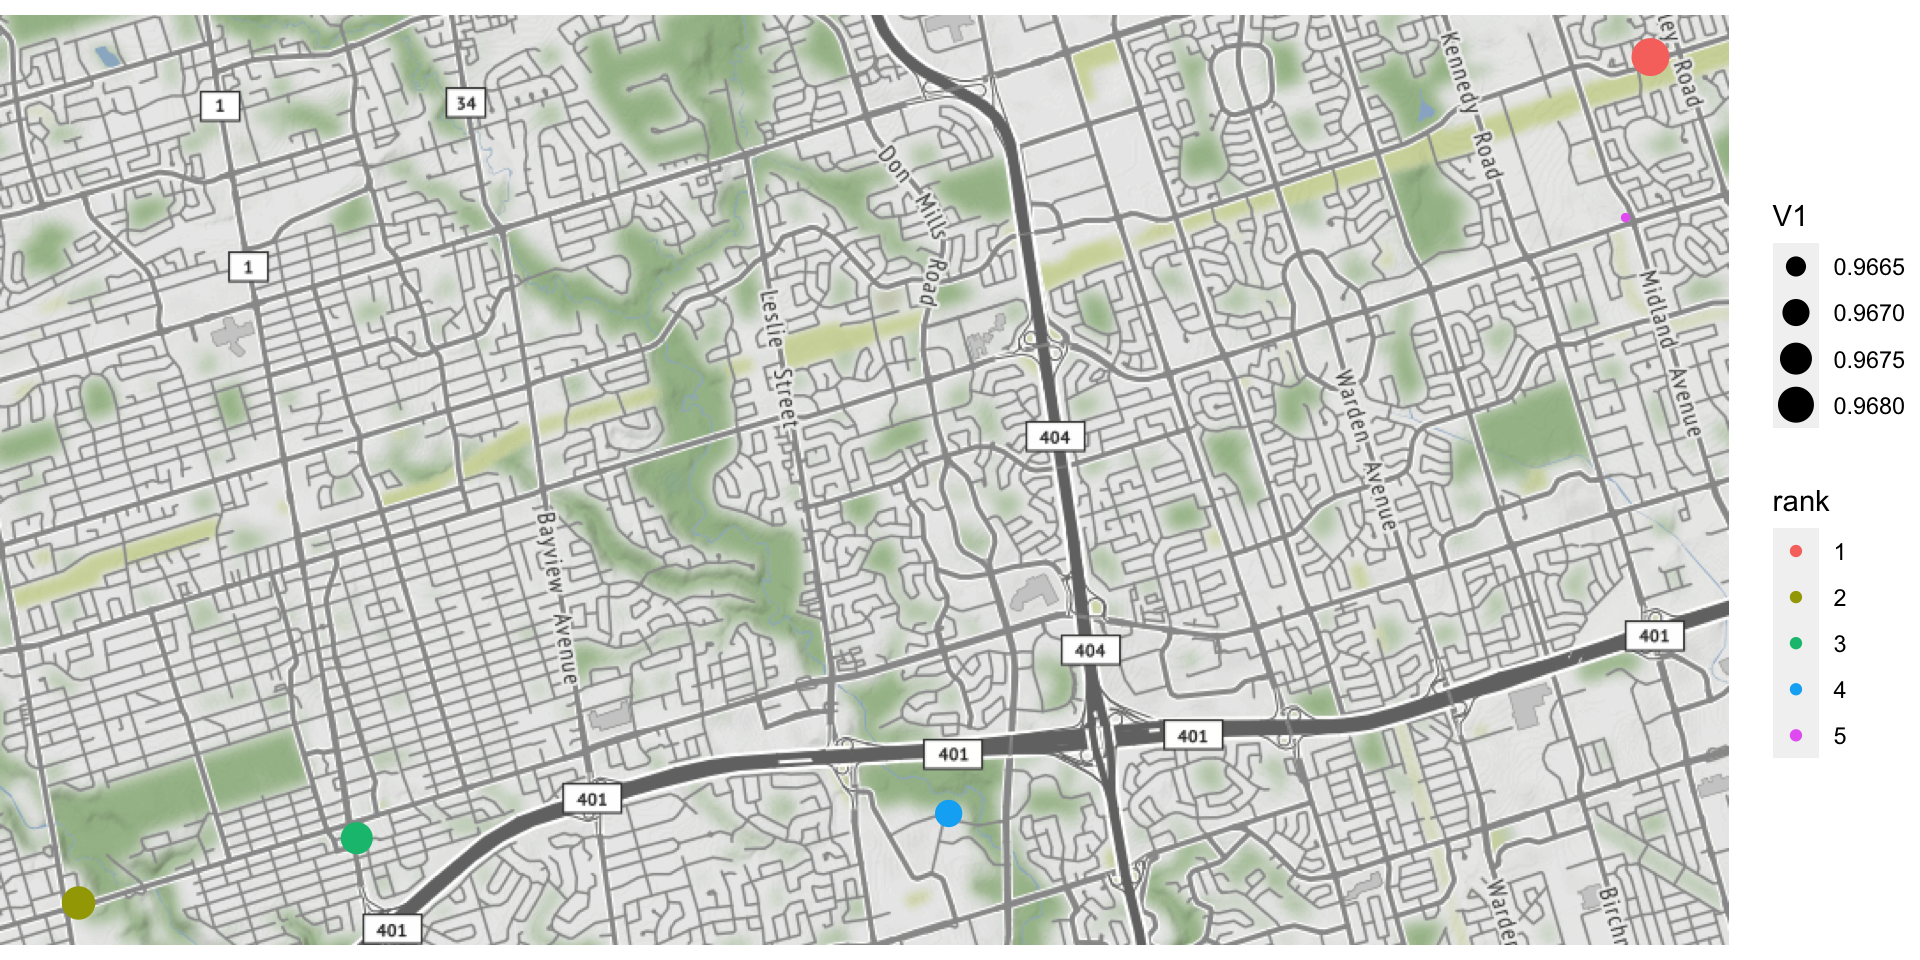 1
34
1
Don Mills
Road
Kennedy
Road
ley
Road
Leslie Street
Midland Avenue
Warden Avenue
404
Bayview Avenue
404
401
401
401
401
401
Warden
Birchm
V1
0.9665
0.9670
0.9675
0.9680
rank
1
2
3
4
5